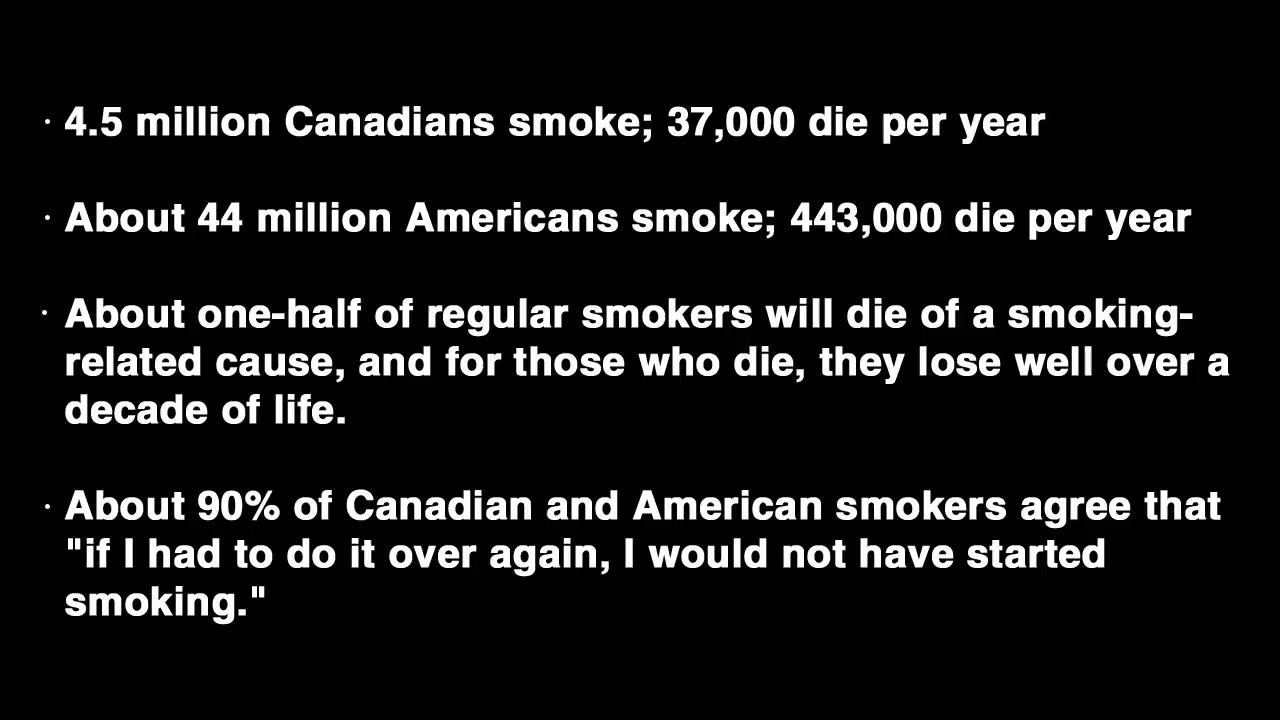 · 4.5 million Canadians smoke; 37,000 die per year
· About 44 million Americans smoke; 443,000 die per year
· About one-half of regular smokers will die of a smoking-
related cause, and for those who die, they lose well over a
decade of life.
· About 90% of Canadian and American smokers agree that
"if I had to do it over again, I would not have started
smoking."